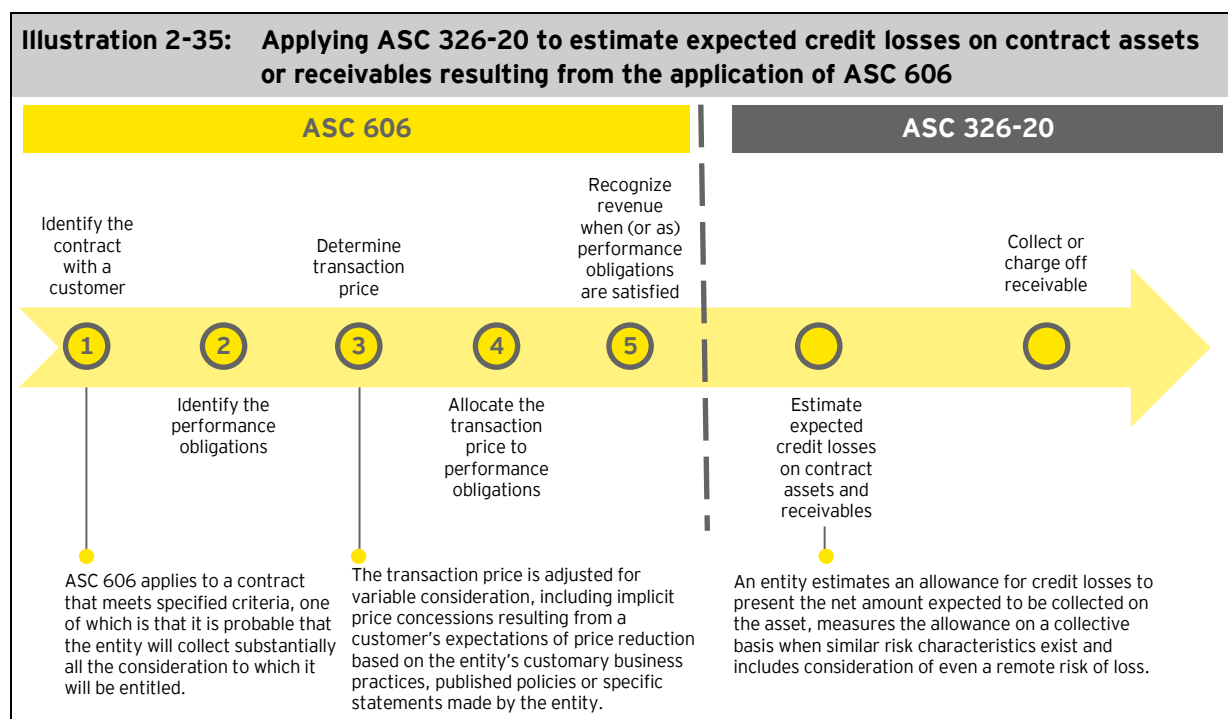 Illustration 2-35: Applying ASC 326-20 to estimate expected credit losses on contract assets
or receivables resulting from the application of ASC 606
ASC 606
ASC 326-20
Identify the
contract
with a
customer
Determine
transaction
price
Recognize
revenue
when (or as)
performance
obligations
are satisfied
Collect or
charge off
receivable
1
2
3
4
5
Identify the
performance
obligations
Allocate the
transaction
price to
performance
obligations
Estimate
expected
credit losses
on contract
assets and
receivables
ASC 606 applies to a contract
that meets specified criteria, one
of which is that it is probable that
the entity will collect substantially
all the consideration to which it
will be entitled.
The transaction price is adjusted for
variable consideration, including implicit
price concessions resulting from a
customer’s expectations of price reduction
based on the entity’s customary business
practices, published policies or specific
statements made by the entity.
An entity estimates an allowance for credit losses to
present the net amount expected to be collected on
the asset, measures the allowance on a collective
basis when similar risk characteristics exist and
includes consideration of even a remote risk of loss.